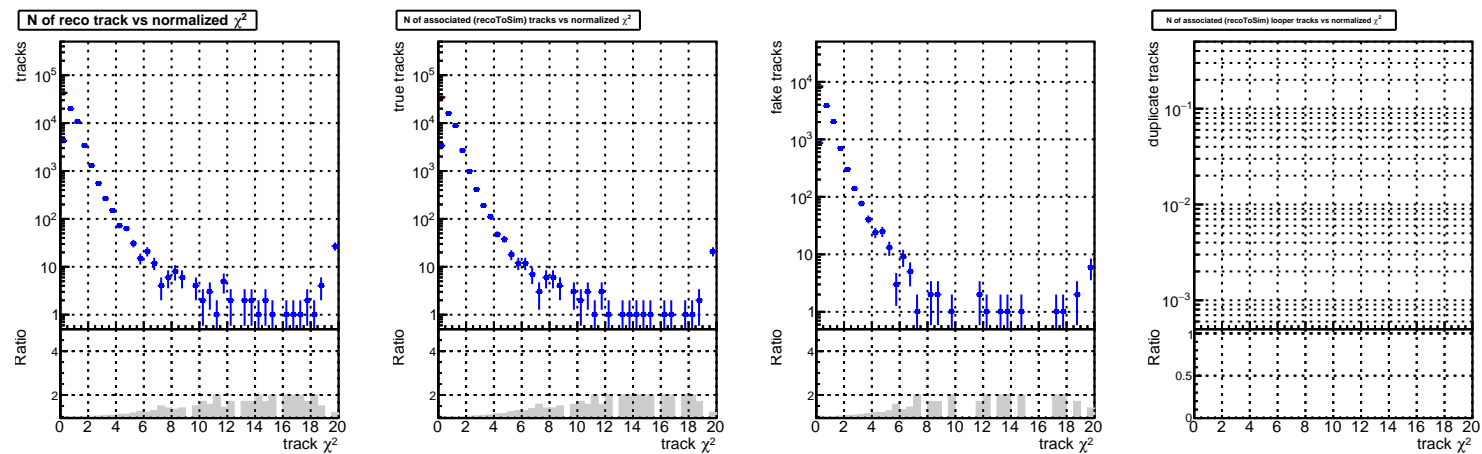 N of reco track vs normalized χ²
tracks
10⁵
10⁴
10³
10²
10
1
Ratio
4
2
0 2 4 6 8 10 12 14 16 18 20
track χ²
N of associated (recoToSim) tracks vs normalized χ²
true tracks
10⁵
10⁴
10³
10²
10
1
Ratio
4
2
0 2 4 6 8 10 12 14 16 18 20
track χ²
fake tracks
10⁴
10³
10²
10
1
Ratio
4
2
0 2 4 6 8 10 12 14 16 18 20
track χ²
N of associated (recoToSim) looper tracks vs normalized χ²
duplicate tracks
10⁻¹
10⁻²
10⁻³
Ratio
1
0.5
0
0 2 4 6 8 10 12 14 16 18 20
track χ²